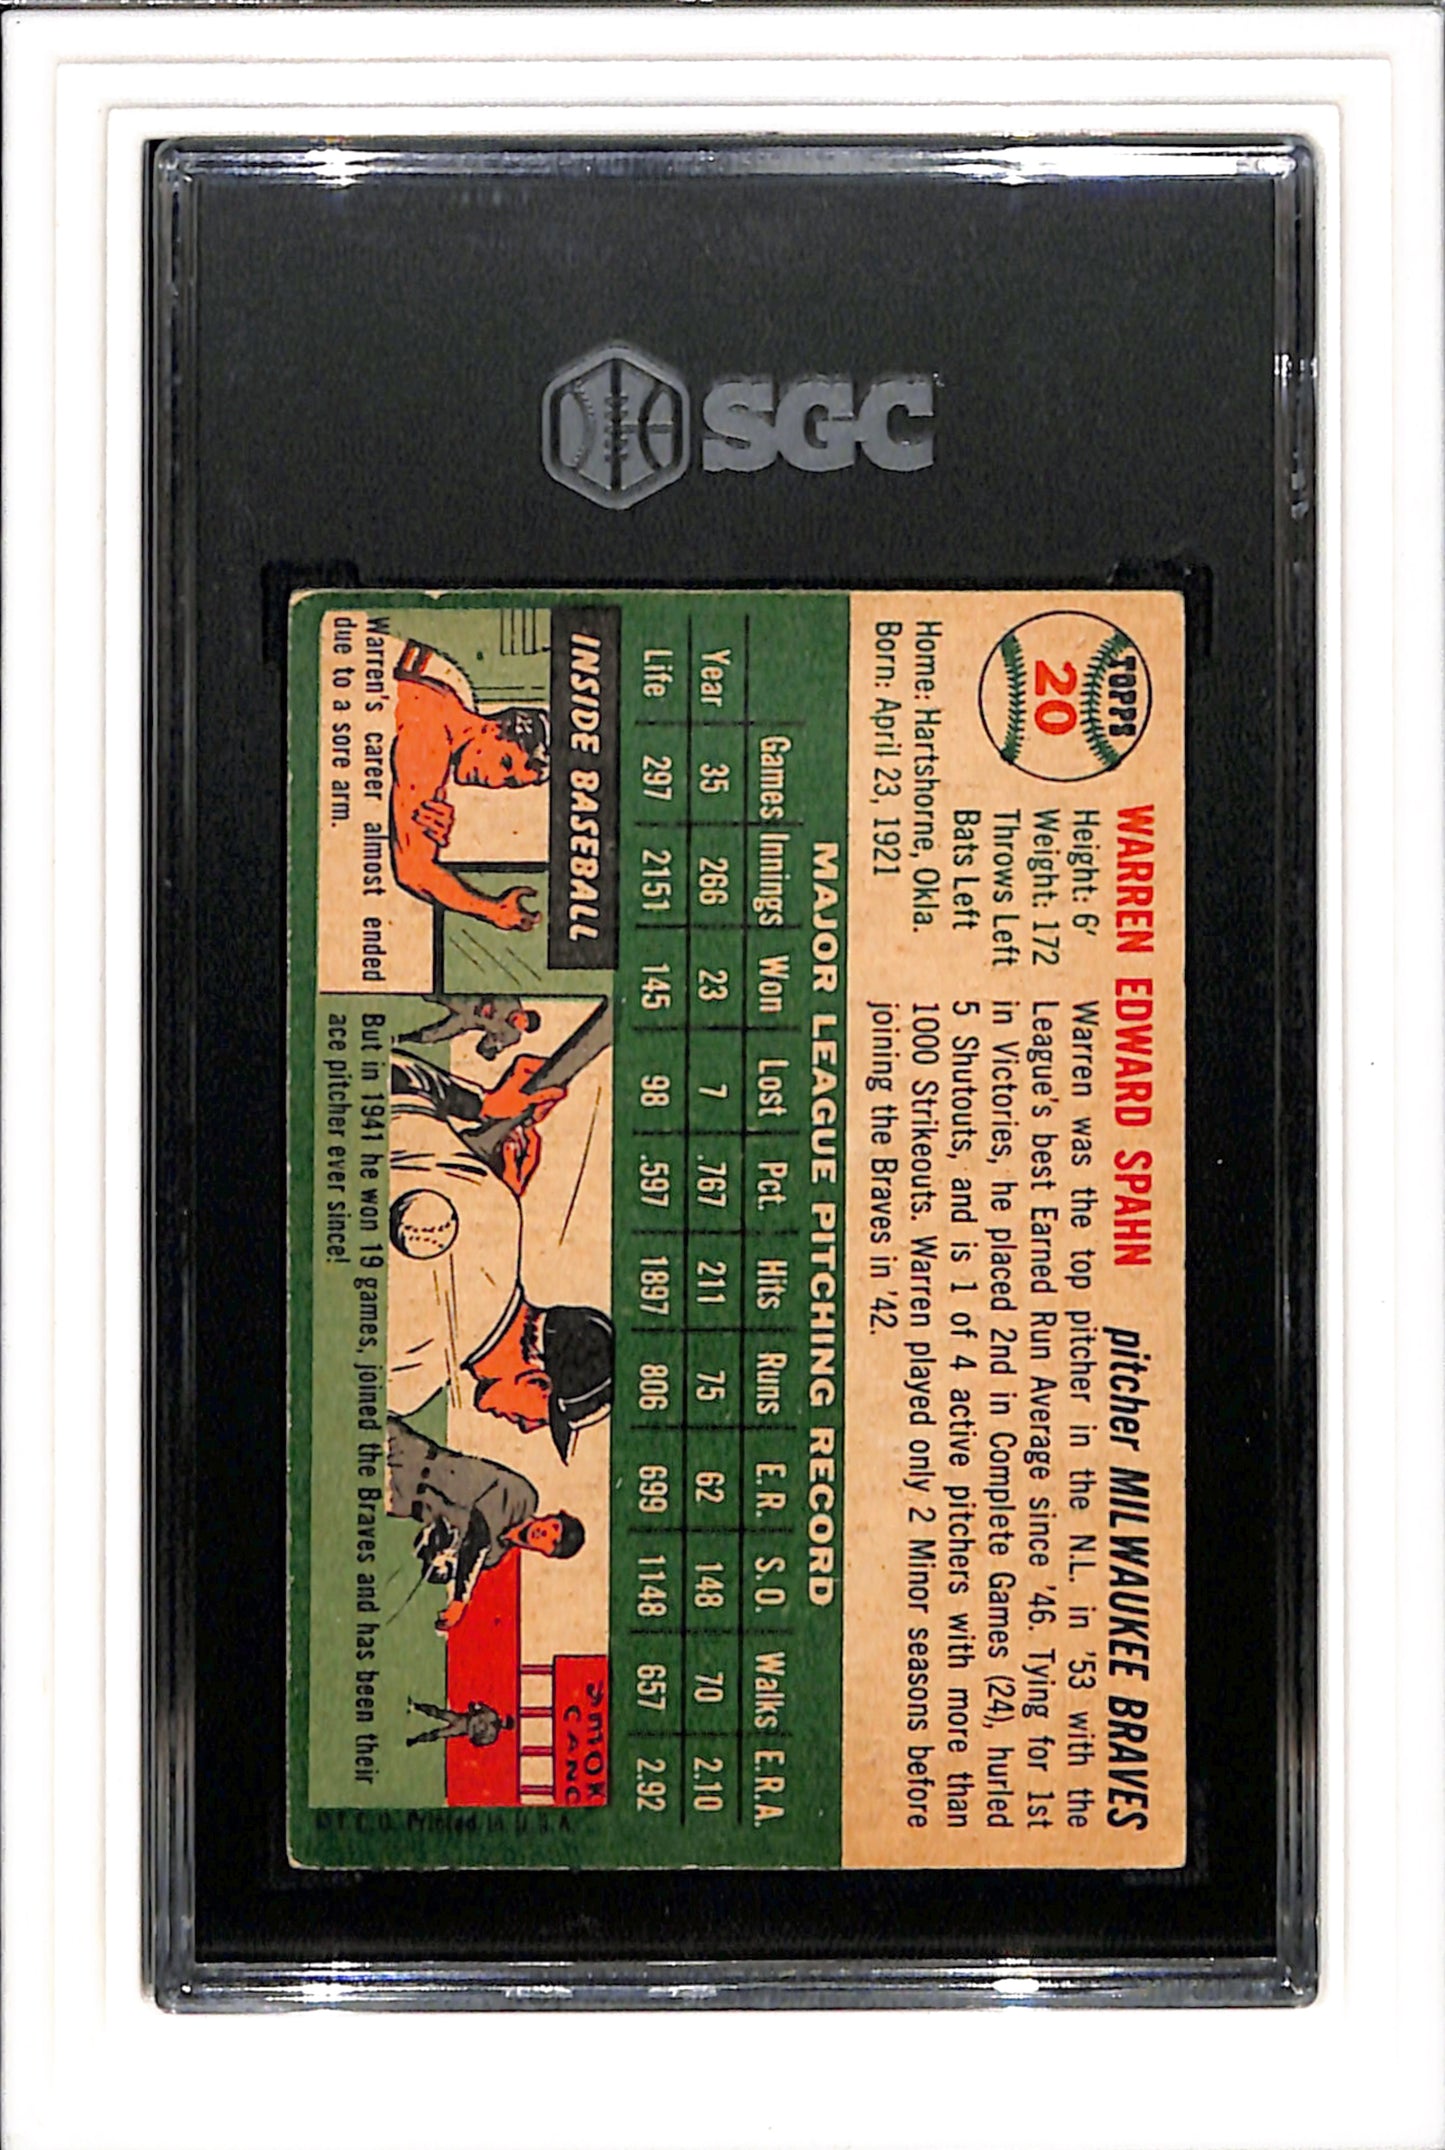 SGC
TOPPS
20
WARREN EDWARD SPAHN pitcher MILWAUKEE BRAVES
Height: 6'
Weight: 172
Throws Left
Bats Left
Home: Hartshorne, Okla.
Born: April 23, 1921
Warren was the top pitcher in the N.L. in '53 with the
League's best Earned Run Average since '46. Tying for 1st
in Victories, he placed 2nd in Complete Games (24), hurled
5 Shutouts, and is 1 of 4 active pitchers with more than
1000 Strikeouts. Warren played only 2 Minor seasons before
joining the Braves in '42.
MAJOR LEAGUE PITCHING RECORD
Games Innings Won Lost Pct. Hits Runs E.R. S.O. Walks E.R.A.
Year 35 266 23 7 .767 211 75 62 148 70 2.10
Life 297 2151 145 98 .597 1897 806 699 1148 657 2.92
INSIDE BASEBALL
SMOK
CANC
Warren's career almost ended
due to a sore arm.
But in 1941 he won 19 games, joined the Braves and has been their
ace pitcher ever since!
Printed in U.S.A.